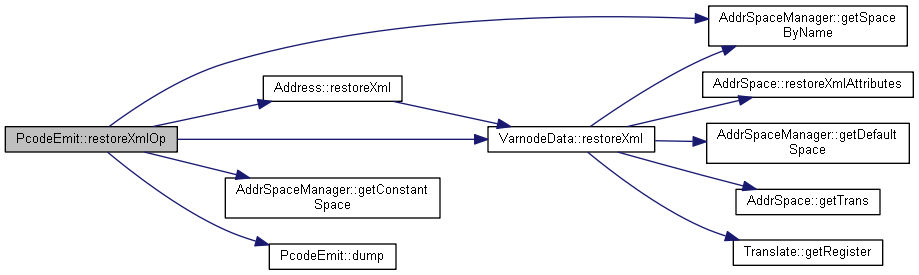 PcodeEmit::restoreXmlOp
Address::restoreXml
AddrSpaceManager::getConstant
Space
PcodeEmit::dump
VarnodeData::restoreXml
AddrSpaceManager::getSpace
ByName
AddrSpace::restoreXmlAttributes
AddrSpaceManager::getDefault
Space
AddrSpace::getTrans
Translate::getRegister